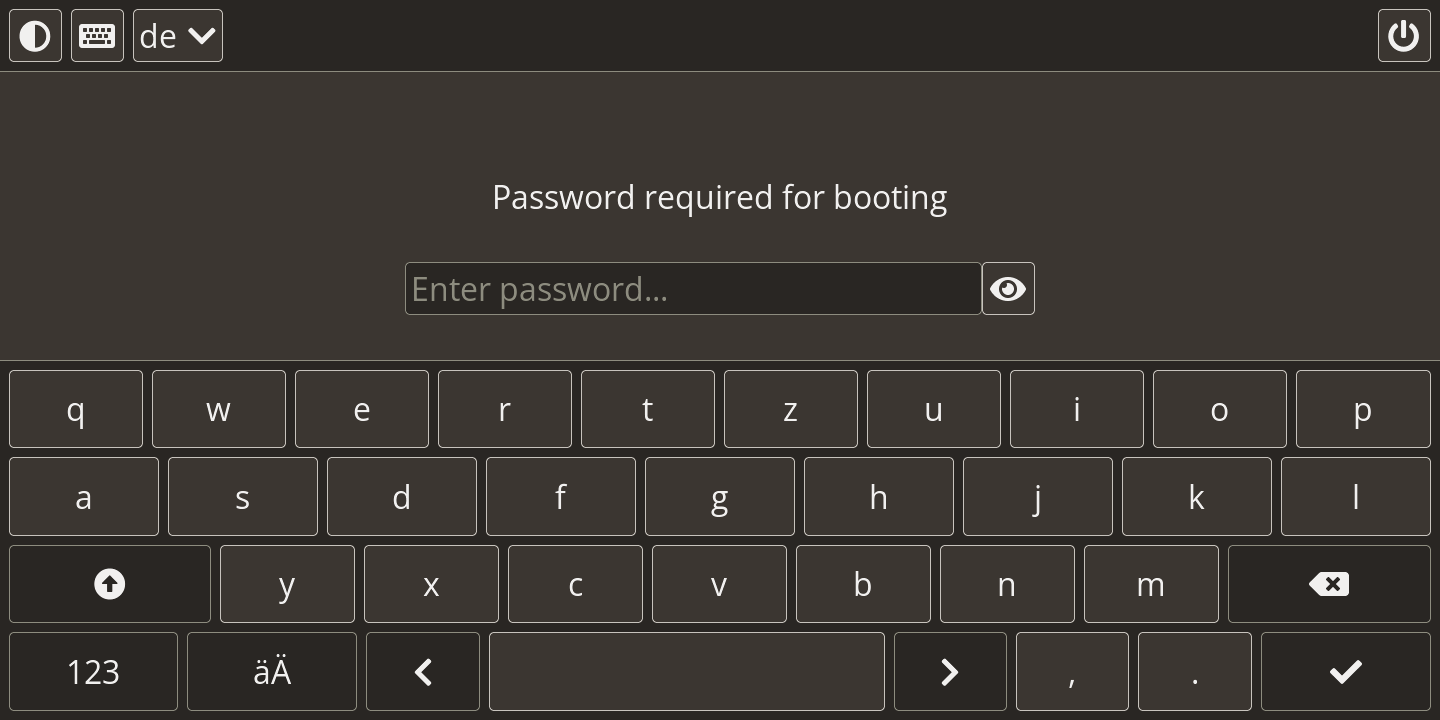 de
Password required for booting
Enter password...
q w e r t z u i o p
a s d f g h j k l
y x c v b n m
123 äÄ , .